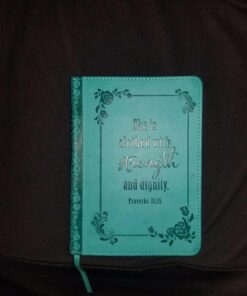 She is
clothed with
strength
and dignity.
Proverbs 31:25